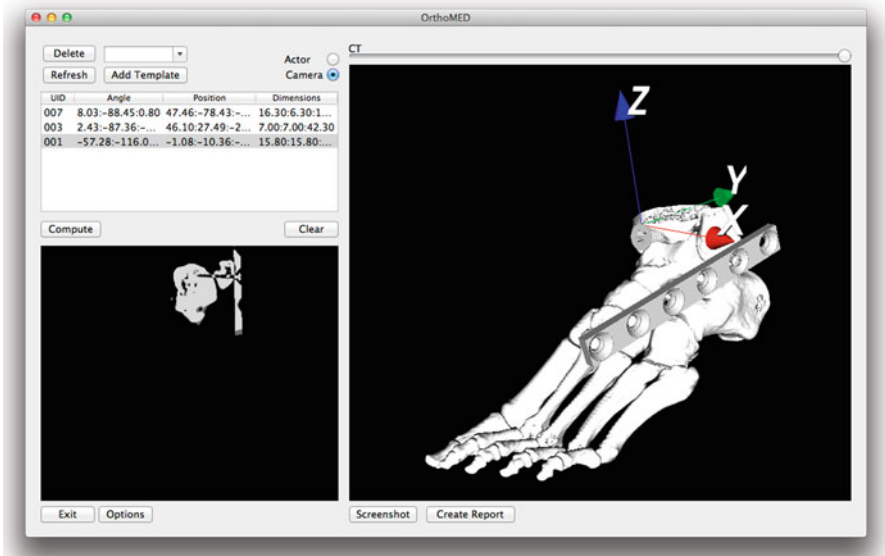 OrthoMED
Delete
Actor
CT
Refresh Add Template
Camera
UID Angle Position Dimensions
007 8.03:-88.45:0.80 47.46:-78.43:-... 16.30:6.30:1...
003 2.43:-87.36:-... 46.10:27.49:-2... 7.00:7.00:42.30
001 -57.28:-116.0... -1.08:-10.36:-... 15.80:15.80:...
Compute Clear
Z
Y
X
Exit Options
Screenshot Create Report